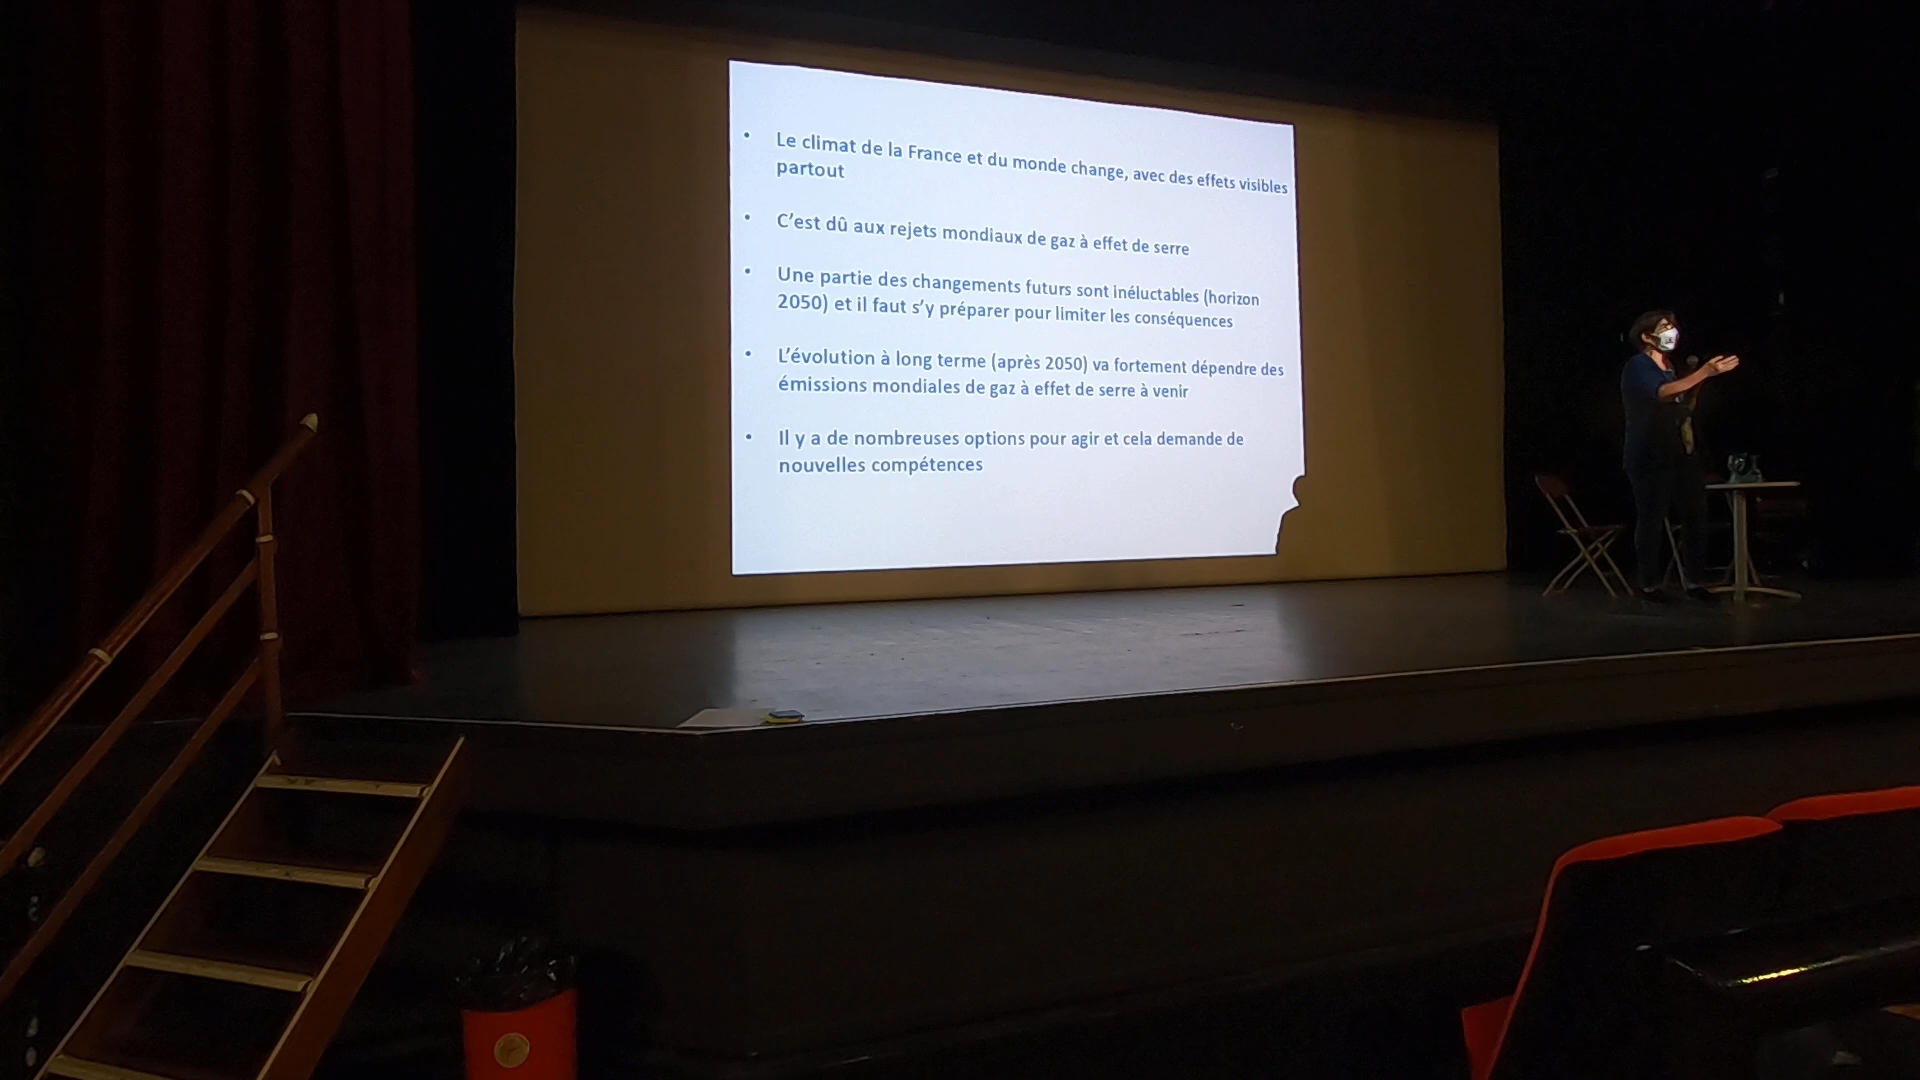 • Le climat de la France et du monde change, avec des effets visibles
partout
• C'est dû aux rejets mondiaux de gaz à effet de serre
• Une partie des changements futurs sont inéluctables (horizon
2050) et il faut s'y préparer pour limiter les conséquences
• L'évolution à long terme (après 2050) va fortement dépendre des
émissions mondiales de gaz à effet de serre à venir
• Il y a de nombreuses options pour agir et cela demande de
nouvelles compétences